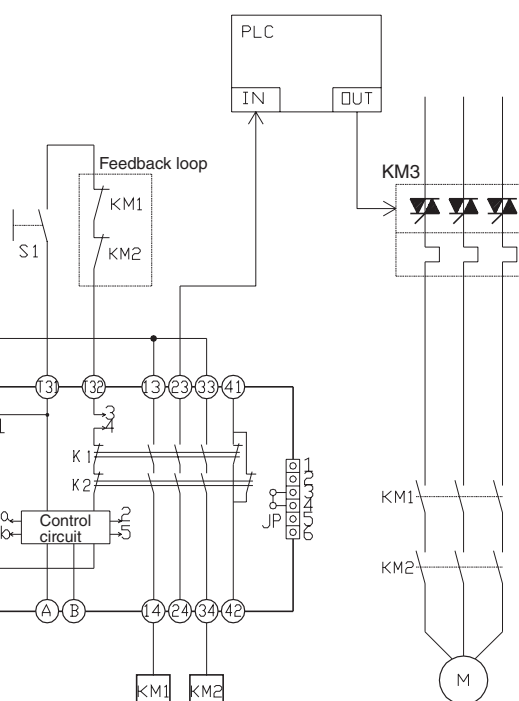 PLC
IN OUT
Feedback loop
KM3
KM1
S1 KM2
T31 T32 13 23 33 41
3
4
K1
K2
1
2
3
4
5
6
JP
a
b
Control
circuit
2
5
KM1
KM2
A B 14 24 34 42
KM1 KM2
M